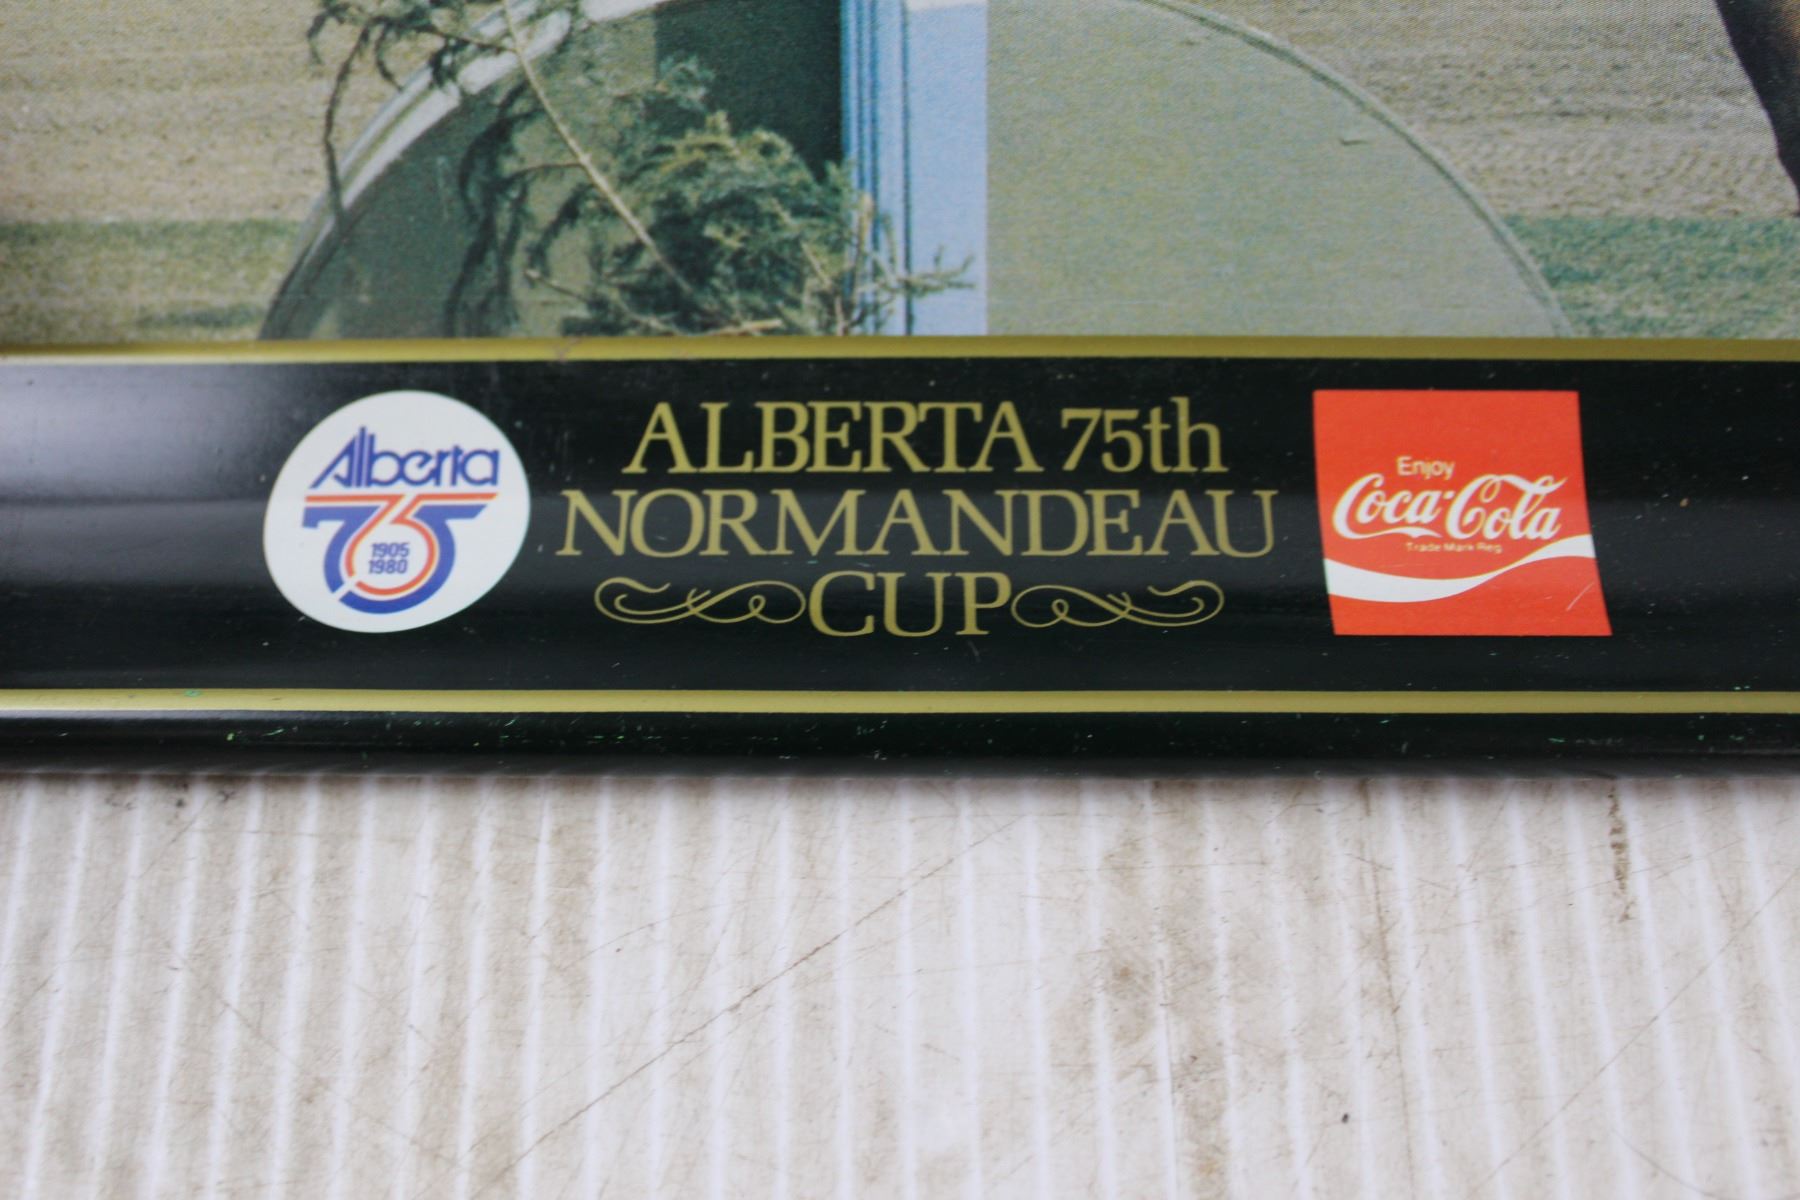 Alberta
75
1905
1980
ALBERTA 75th
NORMANDEAU
CUP
Enjoy
Coca-Cola
Trade Mark Reg